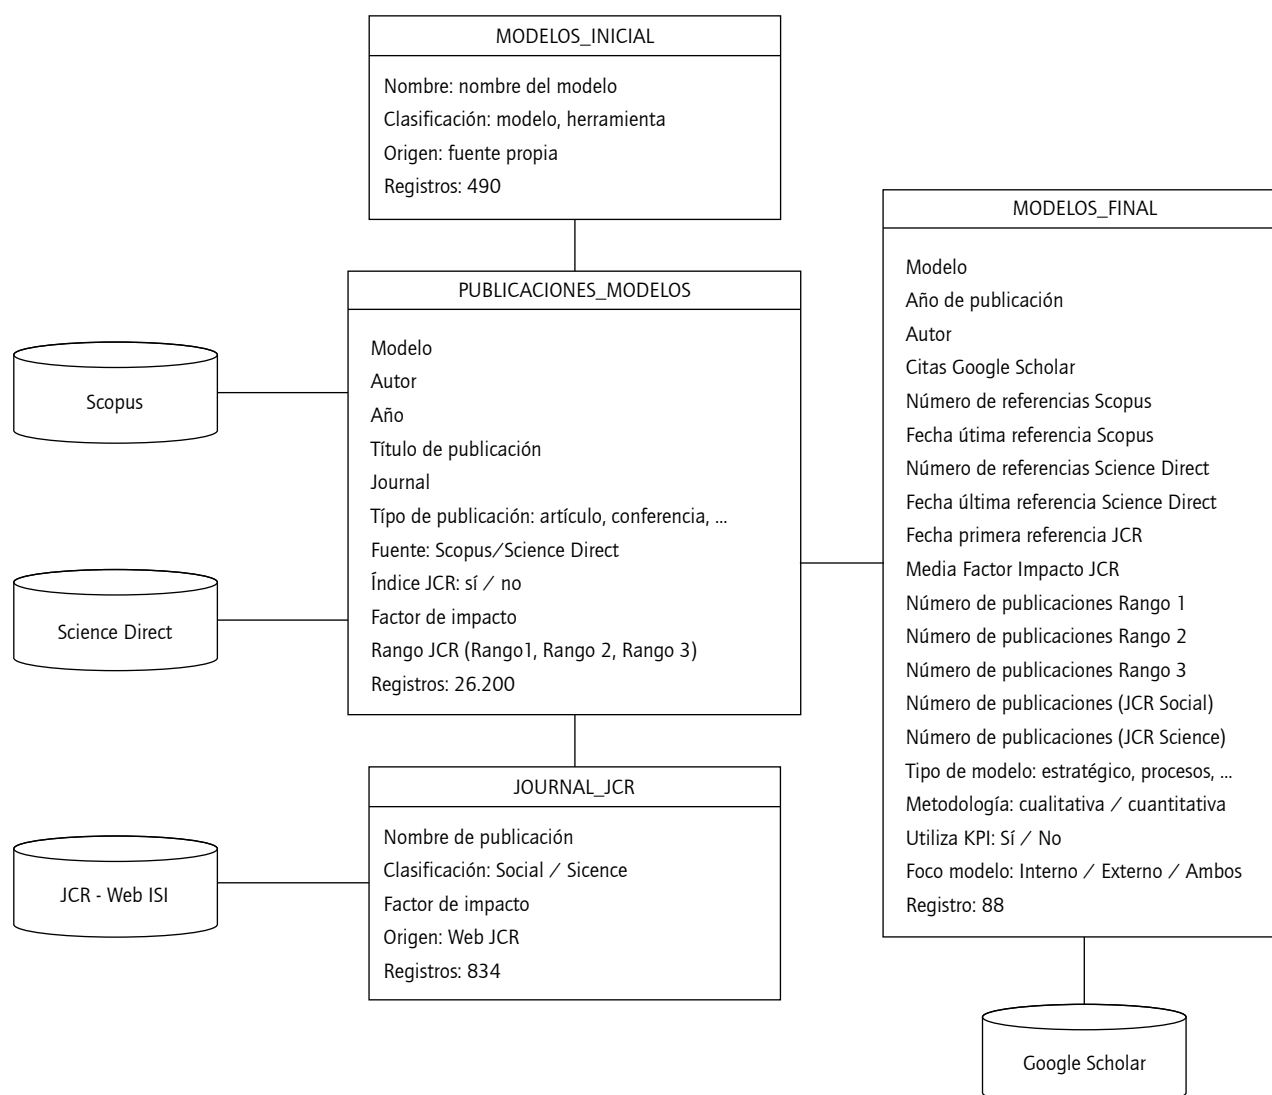 MODELOS_INICIAL
Nombre: nombre del modelo
Clasificación: modelo, herramienta
Origen: fuente propia
Registros: 490
PUBLICACIONES_MODELOS
Modelo
Autor
Año
Título de publicación
Journal
Típo de publicación: artículo, conferencia, ...
Fuente: Scopus/Science Direct
Índice JCR: sí / no
Factor de impacto
Rango JCR (Rango1, Rango 2, Rango 3)
Registros: 26.200
Scopus
Science Direct
JOURNAL_JCR
Nombre de publicación
Clasificación: Social / Sicence
Factor de impacto
Origen: Web JCR
Registros: 834
JCR - Web ISI
MODELOS_FINAL
Modelo
Año de publicación
Autor
Citas Google Scholar
Número de referencias Scopus
Fecha útima referencia Scopus
Número de referencias Science Direct
Fecha última referencia Science Direct
Fecha primera referencia JCR
Media Factor Impacto JCR
Número de publicaciones Rango 1
Número de publicaciones Rango 2
Número de publicaciones Rango 3
Número de publicaciones (JCR Social)
Número de publicaciones (JCR Science)
Tipo de modelo: estratégico, procesos, ...
Metodología: cualitativa / cuantitativa
Utiliza KPI: Sí / No
Foco modelo: Interno / Externo / Ambos
Registro: 88
Google Scholar